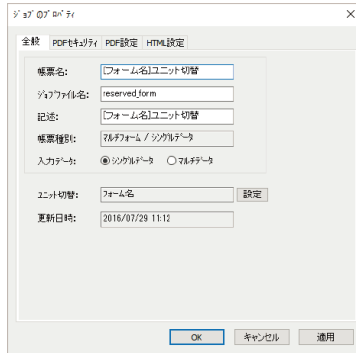 ｼﾞｮﾌﾞのﾌﾟﾛﾊﾟﾃｨ
全般 PDFｾｷｭﾘﾃｨ PDF設定 HTML設定
帳票名: [フォーム名]ユニット切替
ｼﾞｮﾌﾞﾌｧｲﾙ名: reserved_form
記述: [フォーム名]ユニット切替
帳票種別: ﾏﾙﾁﾌｫｰﾑ / ｼﾝｸﾞﾙﾃﾞｰﾀ
入力ﾃﾞｰﾀ: ｼﾝｸﾞﾙﾃﾞｰﾀ ﾏﾙﾁﾃﾞｰﾀ
ﾕﾆｯﾄ切替: ﾌｫｰﾑ名 設定
更新日時: 2016/07/29 11:12
OK キャンセル 適用